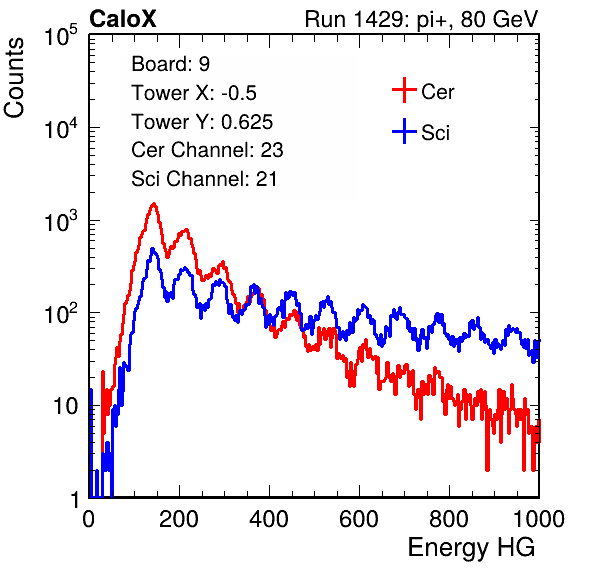 CaloX Run 1429: pi+, 80 GeV
Counts
Board: 9
Tower X: -0.5
Tower Y: 0.625
Cer Channel: 23
Sci Channel: 21
Cer
Sci
10^5
10^4
10^3
10^2
10
1
0 200 400 600 800 1000
Energy HG